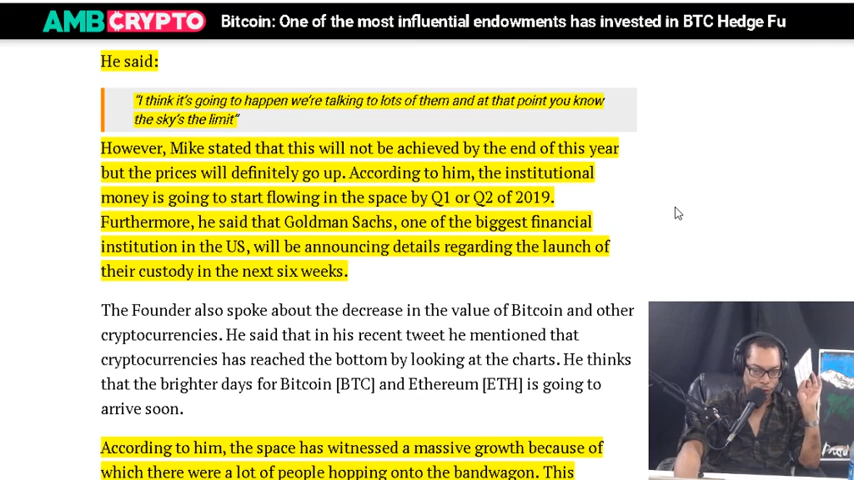 AMBCRYPTO Bitcoin: One of the most influential endowments has invested in BTC Hedge Fu
He said:
“I think it’s going to happen we’re talking to lots of them and at that point you know
the sky’s the limit”
However, Mike stated that this will not be achieved by the end of this year
but the prices will definitely go up. According to him, the institutional
money is going to start flowing in the space by Q1 or Q2 of 2019.
Furthermore, he said that Goldman Sachs, one of the biggest financial
institution in the US, will be announcing details regarding the launch of
their custody in the next six weeks.
The Founder also spoke about the decrease in the value of Bitcoin and other
cryptocurrencies. He said that in his recent tweet he mentioned that
cryptocurrencies has reached the bottom by looking at the charts. He thinks
that the brighter days for Bitcoin [BTC] and Ethereum [ETH] is going to
arrive soon.
According to him, the space has witnessed a massive growth because of
which there were a lot of people hopping onto the bandwagon. This